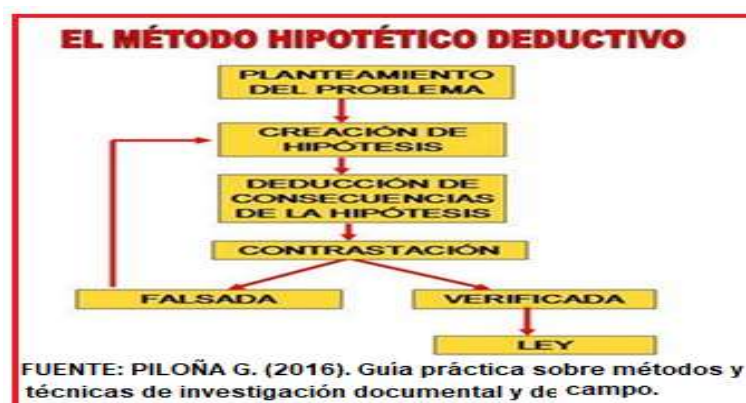 EL MÉTODO HIPOTÉTICO DEDUCTIVO
PLANTEAMIENTO
DEL PROBLEMA
CREACIÓN DE
HIPÓTESIS
DEDUCCIÓN DE
CONSECUENCIAS
DE LA HIPÓTESIS
CONTRASTACIÓN
FALSADA
VERIFICADA
LEY
FUENTE: PILOÑA G. (2016). Guía práctica sobre métodos y
técnicas de investigación documental y de campo.